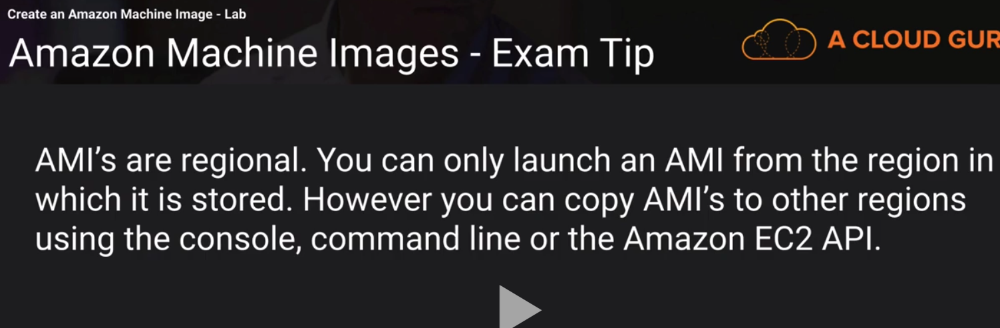 Create an Amazon Machine Image - Lab
Amazon Machine Images - Exam Tip
A CLOUD GUR
AMI’s are regional. You can only launch an AMI from the region in
which it is stored. However you can copy AMI’s to other regions
using the console, command line or the Amazon EC2 API.